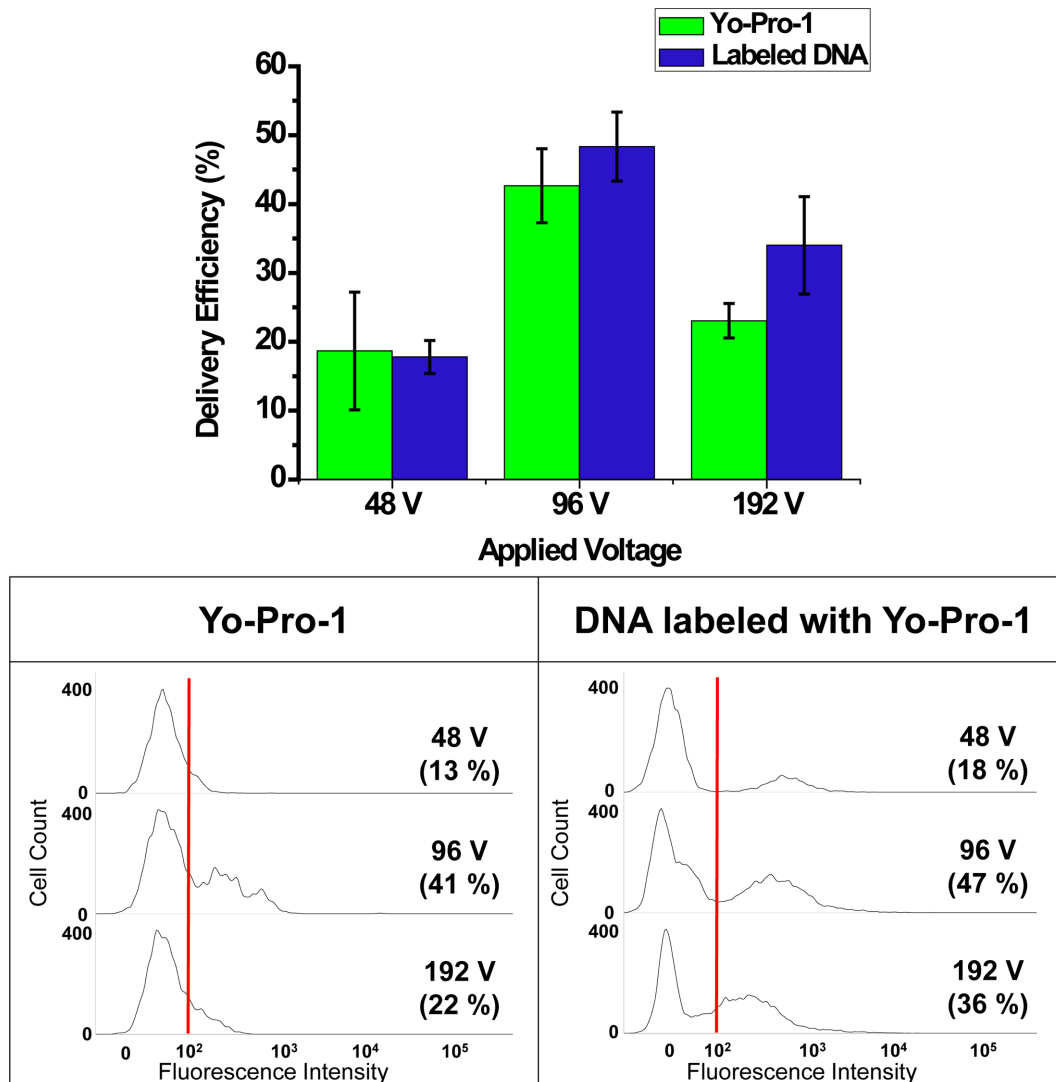 Yo-Pro-1
Labeled DNA
60
50
40
30
20
10
0
Delivery Efficiency (%)
48 V
96 V
192 V
Applied Voltage
Yo-Pro-1
DNA labeled with Yo-Pro-1
Cell Count
400
48 V
(13 %)
0
400
96 V
(41 %)
0
400
192 V
(22 %)
0
0 10² 10³ 10⁴ 10⁵
Fluorescence Intensity
Cell Count
400
48 V
(18 %)
0
400
96 V
(47 %)
0
400
192 V
(36 %)
0
0 10² 10³ 10⁴ 10⁵
Fluorescence Intensity